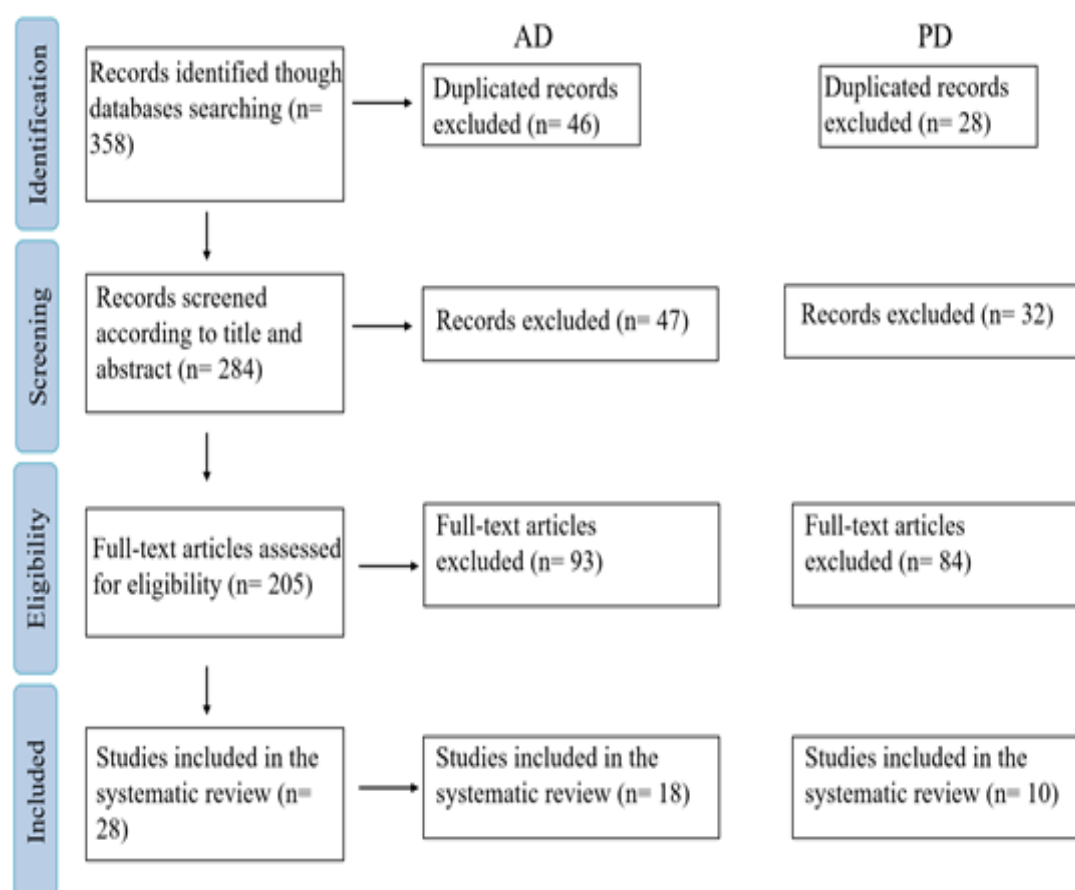 AD
PD
Identification
Records identified though
databases searching (n=
358)
Duplicated records
excluded (n= 46)
Duplicated records
excluded (n= 28)
Screening
Records screened
according to title and
abstract (n= 284)
Records excluded (n= 47)
Records excluded (n= 32)
Eligibility
Full-text articles assessed
for eligibility (n= 205)
Full-text articles
excluded (n= 93)
Full-text articles
excluded (n= 84)
Included
Studies included in the
systematic review (n=
28)
Studies included in the
systematic review (n= 18)
Studies included in the
systematic review (n= 10)